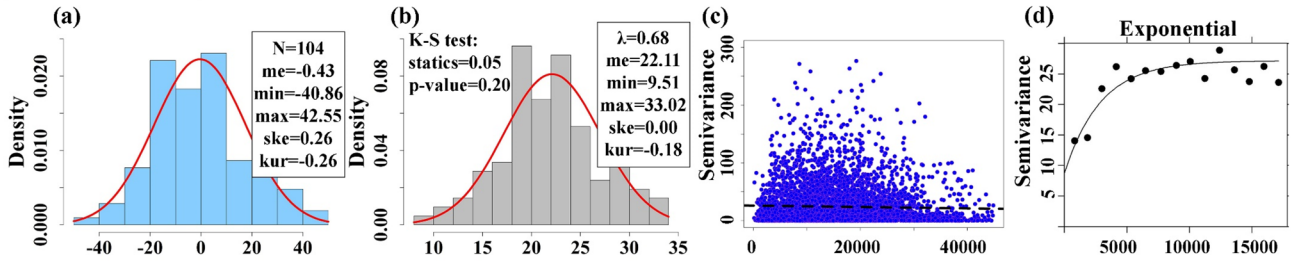 (a)
Density
0.000
0.010
0.020
N=104
me=-0.43
min=-40.86
max=42.55
ske=0.26
kur=-0.26
-40 -20 0 20 40
(b)
Density
0.00
0.04
0.08
K-S test:
statics=0.05
p-value=0.20
λ=0.68
me=22.11
min=9.51
max=33.02
ske=0.00
kur=-0.18
10 15 20 25 30 35
(c)
Semivariance
0
100
200
300
0 20000 40000
(d)
Exponential
Semivariance
5
10
15
20
25
5000 10000 15000